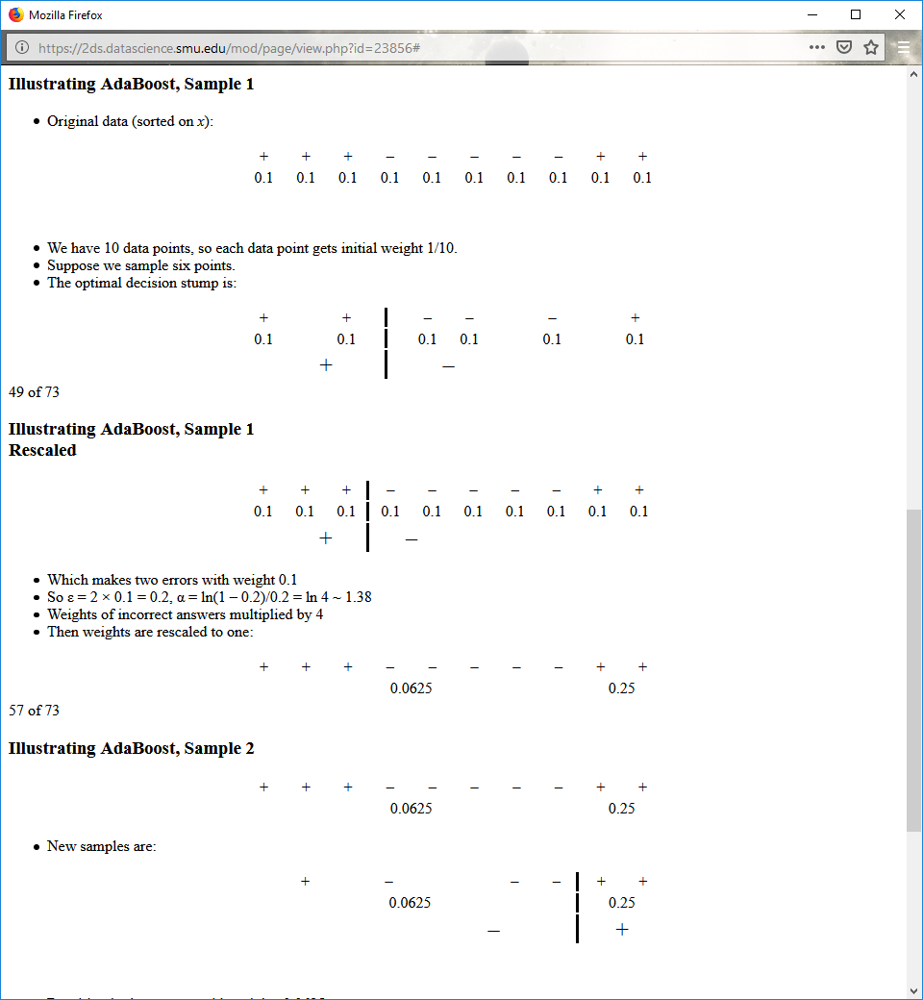 Mozilla Firefox
https://2ds.datascience.smu.edu/mod/page/view.php?id=23856#
Illustrating AdaBoost, Sample 1
• Original data (sorted on x):
+ + + − − − − − + +
0.1 0.1 0.1 0.1 0.1 0.1 0.1 0.1 0.1 0.1
• We have 10 data points, so each data point gets initial weight 1/10.
• Suppose we sample six points.
• The optimal decision stump is:
+ + − − − +
0.1 0.1 0.1 0.1 0.1 0.1
+ −
49 of 73
Illustrating AdaBoost, Sample 1
Rescaled
+ + + − − − − − + +
0.1 0.1 0.1 0.1 0.1 0.1 0.1 0.1 0.1 0.1
+ −
• Which makes two errors with weight 0.1
• So ε = 2 × 0.1 = 0.2, α = ln(1 − 0.2)/0.2 = ln 4 ~ 1.38
• Weights of incorrect answers multiplied by 4
• Then weights are rescaled to one:
+ + + − − − − − + +
0.0625 0.25
57 of 73
Illustrating AdaBoost, Sample 2
+ + + − − − − − + +
0.0625 0.25
• New samples are:
+ − − − + +
0.0625 0.25
− +